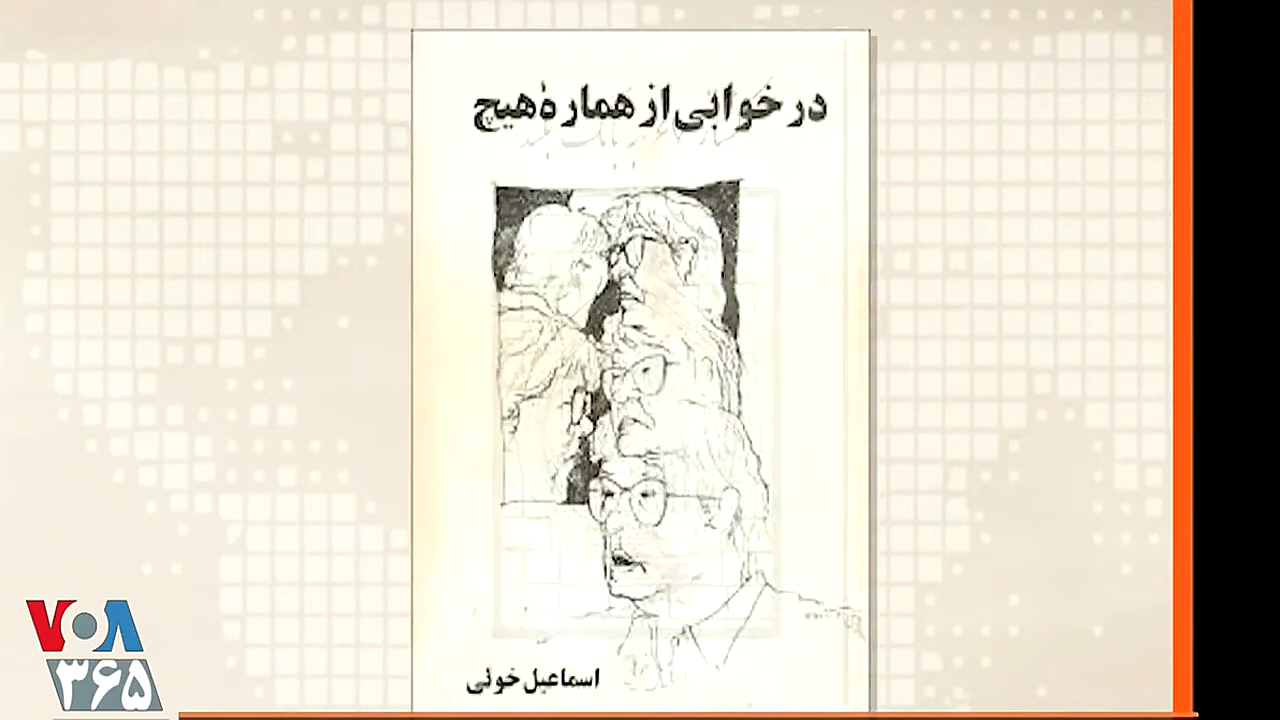 در خوابی از هماره هیچ
اسماعیل خوئی
VOA
۳۶۵